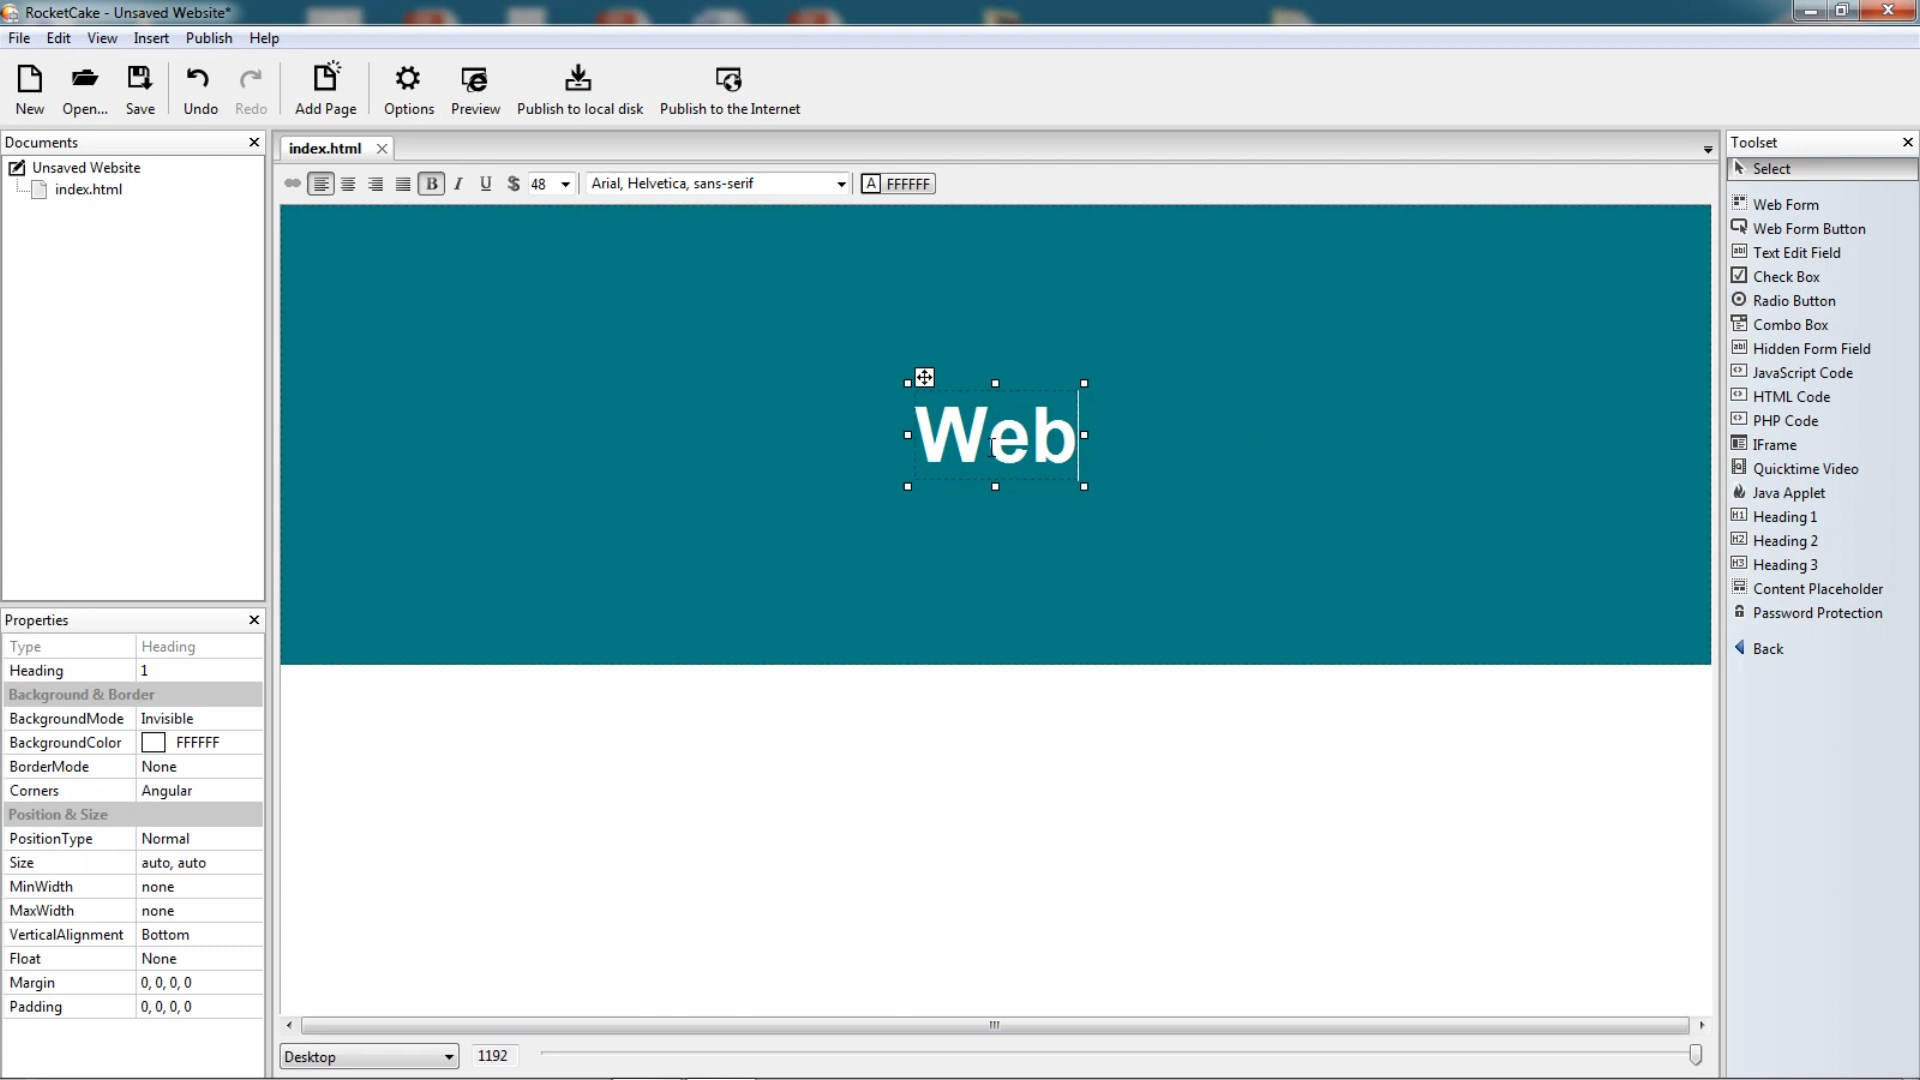 RocketCake - Unsaved Website*
File Edit View Insert Publish Help
New Open... Save Undo Redo Add Page Options Preview Publish to local disk Publish to the Internet
Documents
Unsaved Website
index.html
index.html
B I U $ 48 Arial, Helvetica, sans-serif A FFFFFF
Web
Properties
Type Heading
Heading 1
Background & Border
BackgroundMode Invisible
BackgroundColor FFFFFF
BorderMode None
Corners Angular
Position & Size
PositionType Normal
Size auto, auto
MinWidth none
MaxWidth none
VerticalAlignment Bottom
Float None
Margin 0, 0, 0, 0
Padding 0, 0, 0, 0
Desktop 1192
Toolset
Select
Web Form
Web Form Button
Text Edit Field
Check Box
Radio Button
Combo Box
Hidden Form Field
JavaScript Code
HTML Code
PHP Code
IFrame
Quicktime Video
Java Applet
H1 Heading 1
H2 Heading 2
H3 Heading 3
Content Placeholder
Password Protection
Back